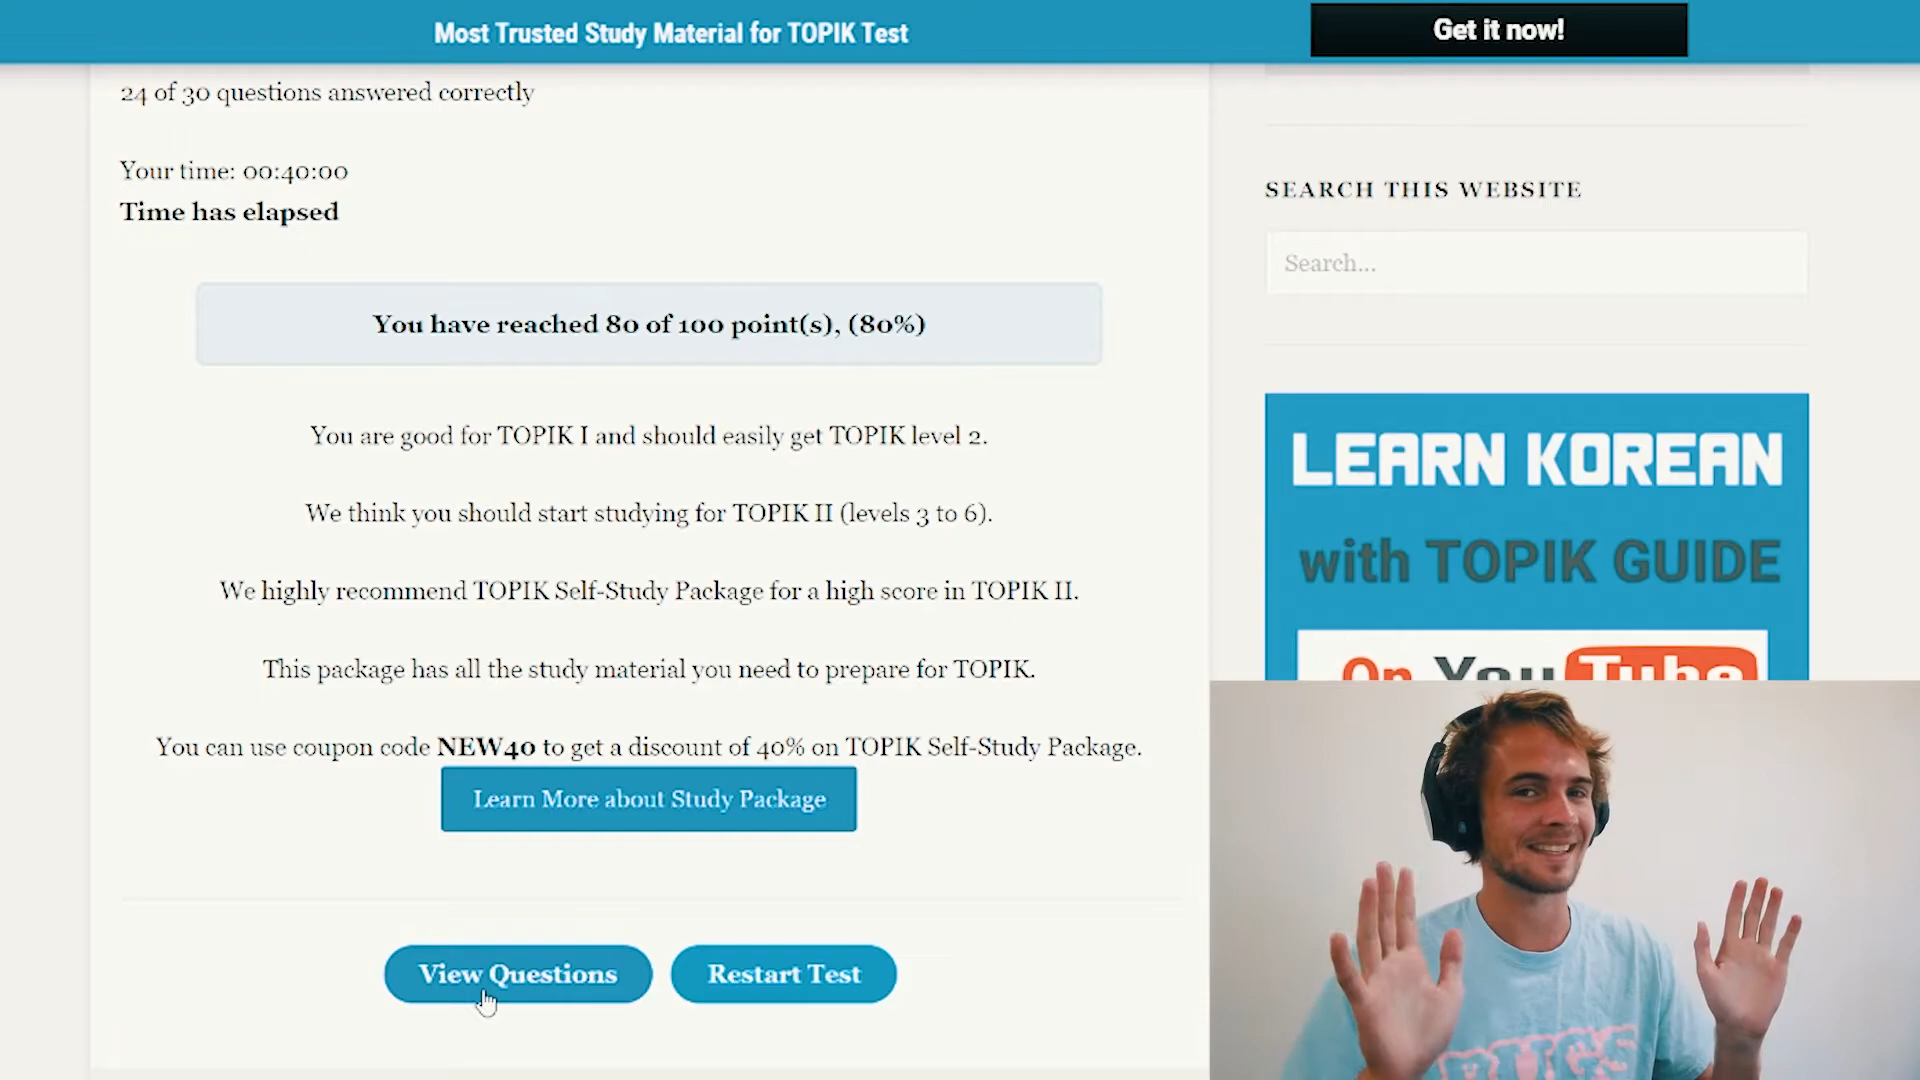 Most Trusted Study Material for TOPIK Test
Get it now!
24 of 30 questions answered correctly
Your time: 00:40:00
Time has elapsed
You have reached 80 of 100 point(s), (80%)
You are good for TOPIK I and should easily get TOPIK level 2.
We think you should start studying for TOPIK II (levels 3 to 6).
We highly recommend TOPIK Self-Study Package for a high score in TOPIK II.
This package has all the study material you need to prepare for TOPIK.
You can use coupon code NEW40 to get a discount of 40% on TOPIK Self-Study Package.
Learn More about Study Package
View Questions
Restart Test
SEARCH THIS WEBSITE
Search...
LEARN KOREAN
with TOPIK GUIDE
On YouTube